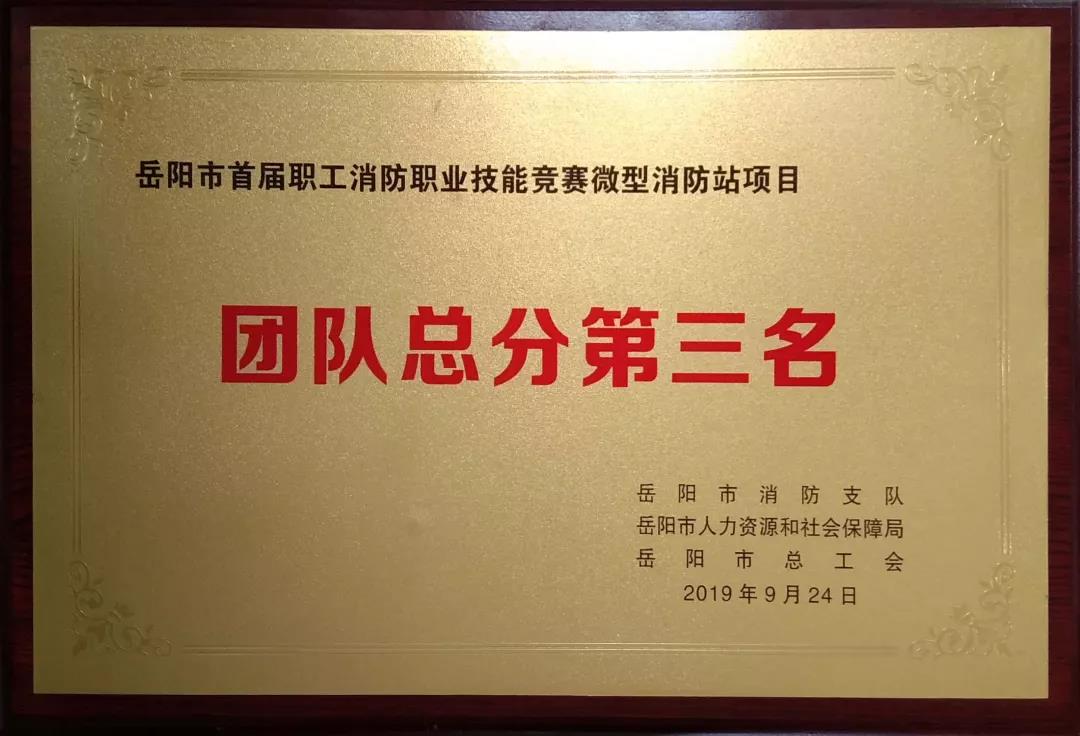 岳阳市首届职工消防职业技能竞赛微型消防站项目
团队总分第三名
岳阳市消防支队
岳阳市人力资源和社会保障局
岳阳市总工会
2019年9月24日